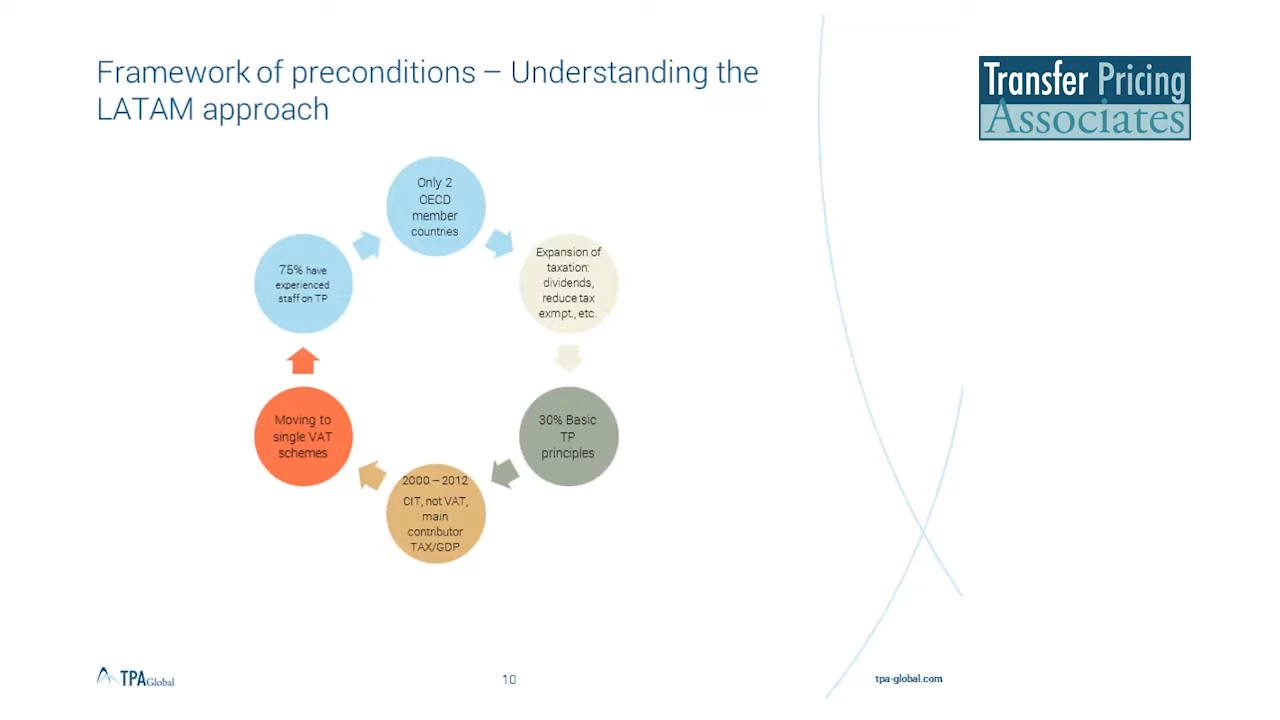 Framework of preconditions – Understanding the
LATAM approach
Transfer Pricing
Associates
Only 2
OECD
member
countries
Expansion of
taxation:
dividends,
reduce tax
exmpt., etc.
30% Basic
TP
principles
2000 – 2012
CIT, not VAT,
main
contributor
TAX/GDP
Moving to
single VAT
schemes
75% have
experienced
staff on TP
TPA Global
10
tpa-global.com